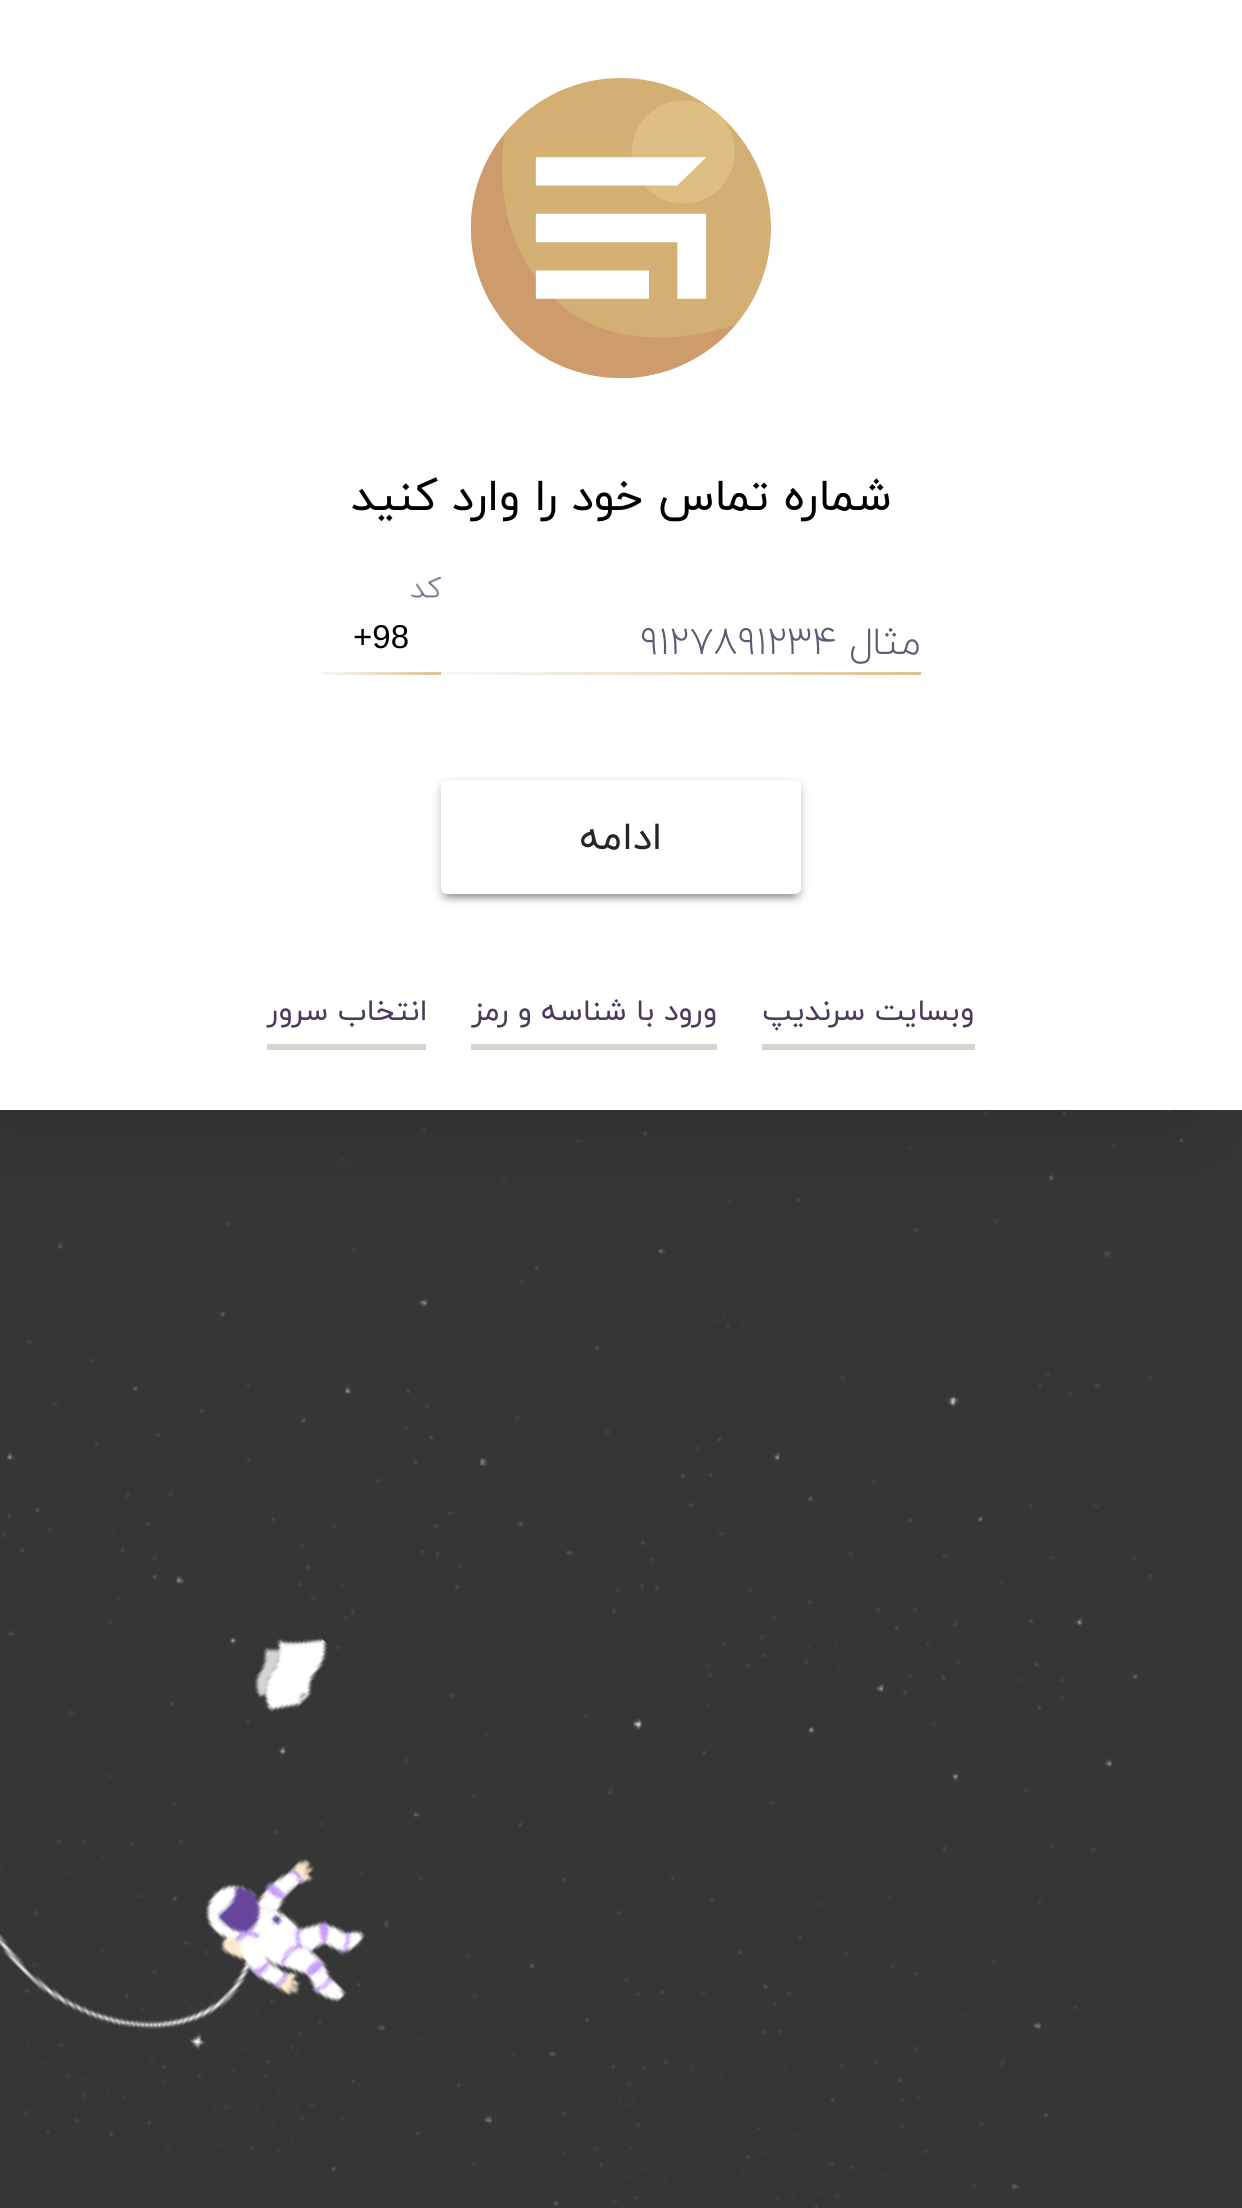 شماره تماس خود را وارد کنید
کد
مثال ۹۱۲۷۸۹۱۲۳۴
+98
ادامه
وبسایت سرندیپ
ورود با شناسه و رمز
انتخاب سرور